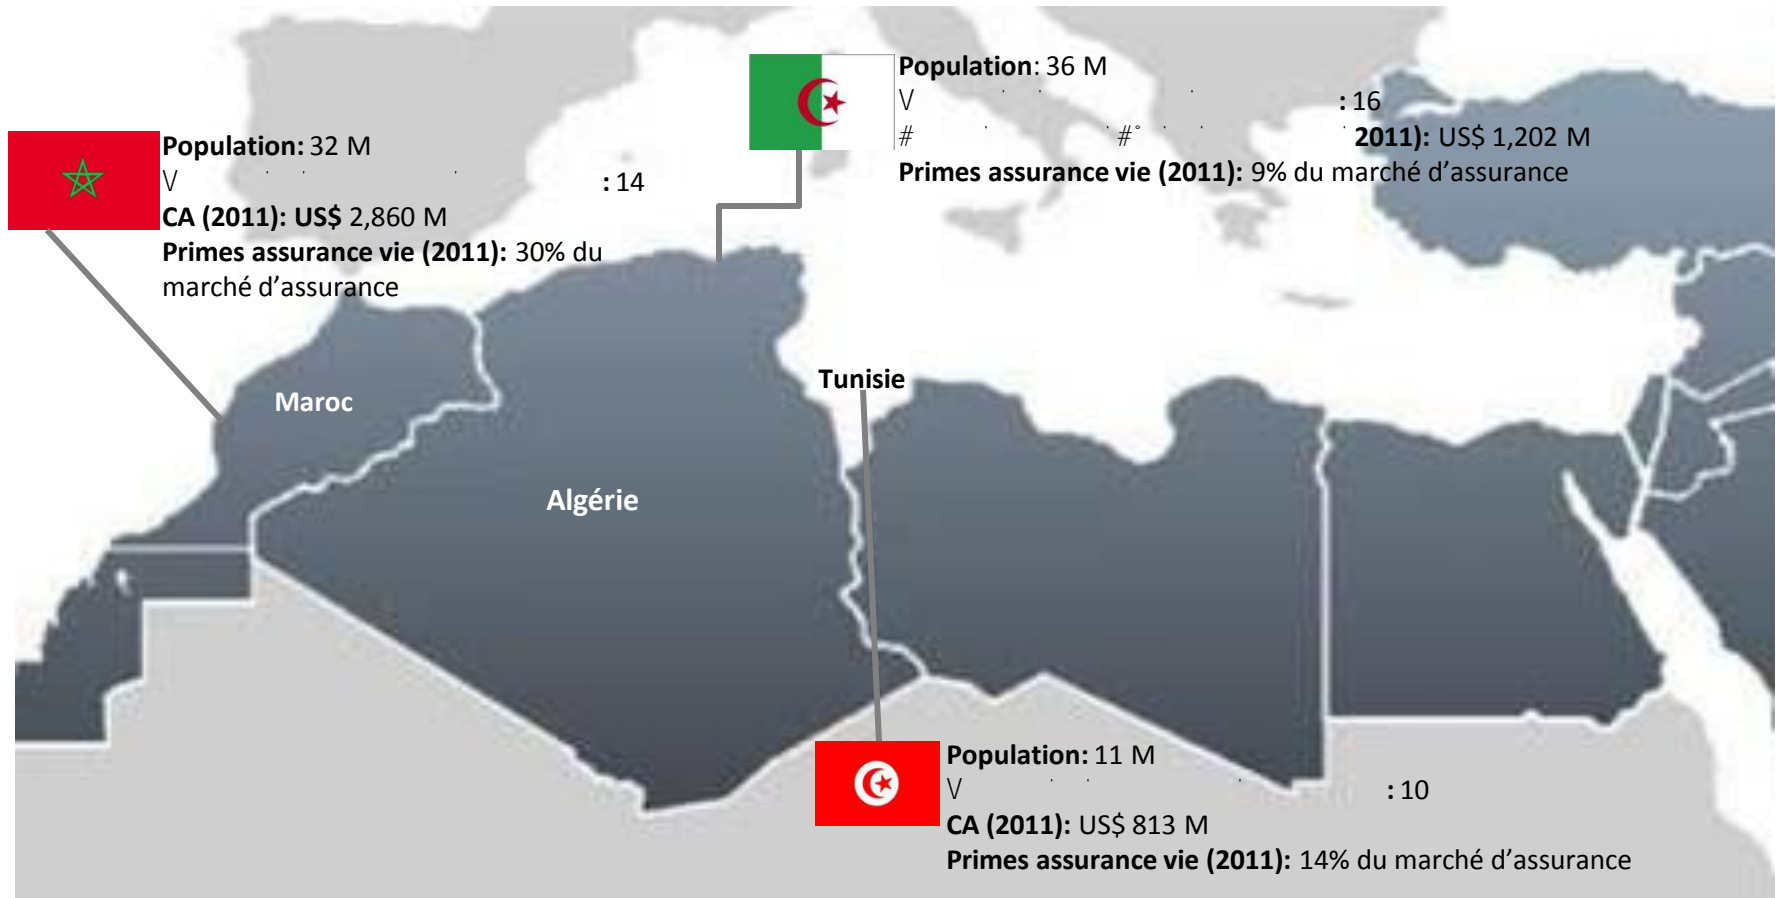 Population: 36 M
: 16
2011): US$ 1,202 M
Primes assurance vie (2011): 9% du marché d’assurance
Population: 32 M
: 14
CA (2011): US$ 2,860 M
Primes assurance vie (2011): 30% du
marché d’assurance
Tunisie
Maroc
Algérie
Population: 11 M
: 10
CA (2011): US$ 813 M
Primes assurance vie (2011): 14% du marché d’assurance